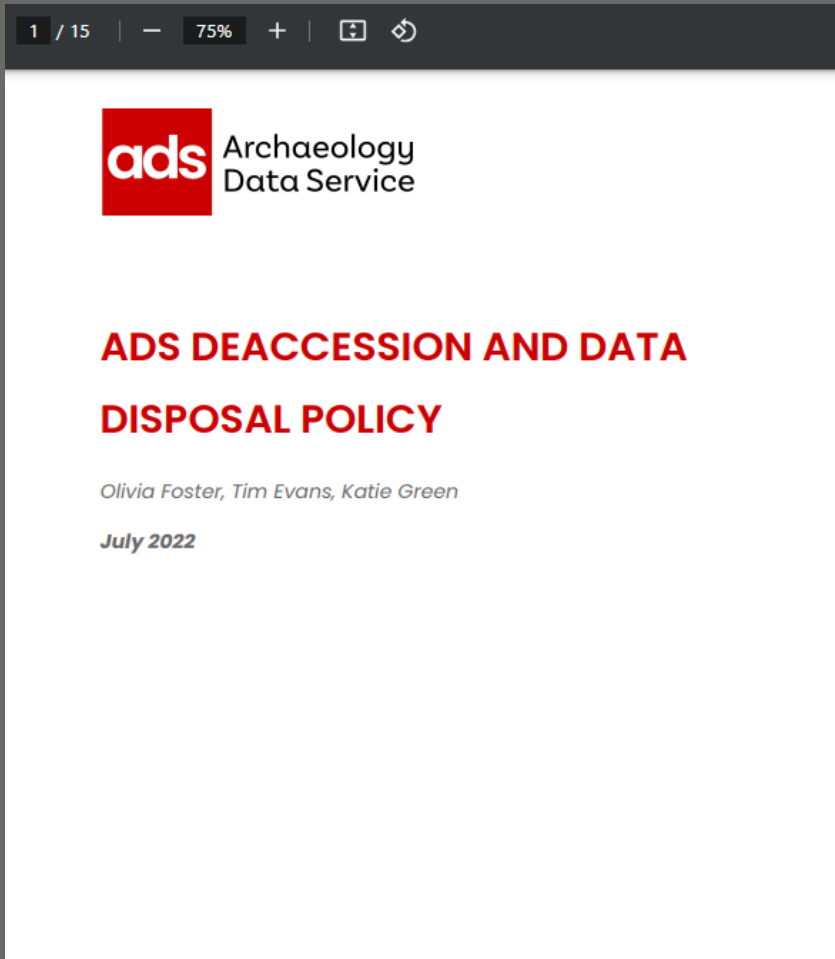 1 / 15
75%
ads Archaeology
Data Service
ADS DEACCESSION AND DATA
DISPOSAL POLICY
Olivia Foster, Tim Evans, Katie Green
July 2022